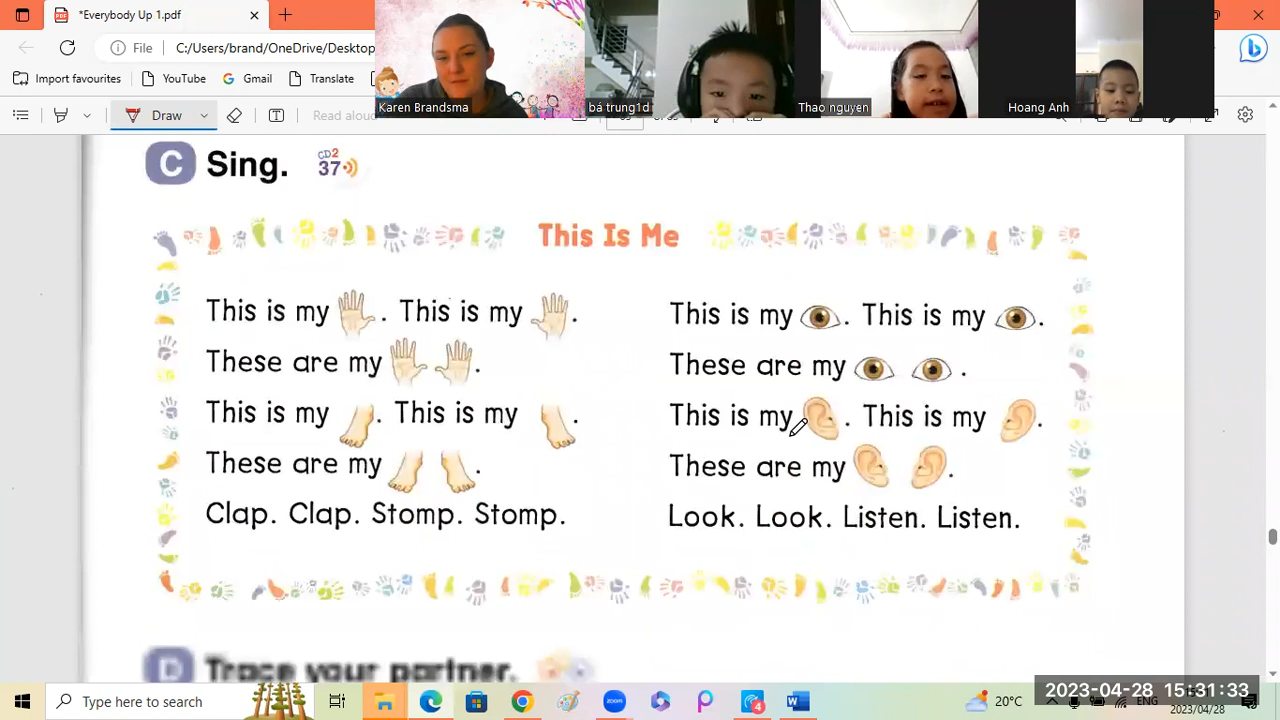 *Everybody Up 1.pdf
File
C:/Users/brand/OneDrive/Desktop
Import favourites
YouTube
Gmail
Translate
Karen Brandsma
bá trung1d
Thao nguyen
Hoang Anh
Draw
Read aloud
C Sing. CD2 37
This Is Me
This is my . This is my .
These are my .
This is my . This is my .
These are my .
Clap. Clap. Stomp. Stomp.
This is my . This is my .
These are my .
This is my . This is my .
These are my .
Look. Look. Listen. Listen.
D Trace your partner.
Type here to search
zoom
4
W
20°C
ENG
2023-04-28 15:31:33
2023/04/28